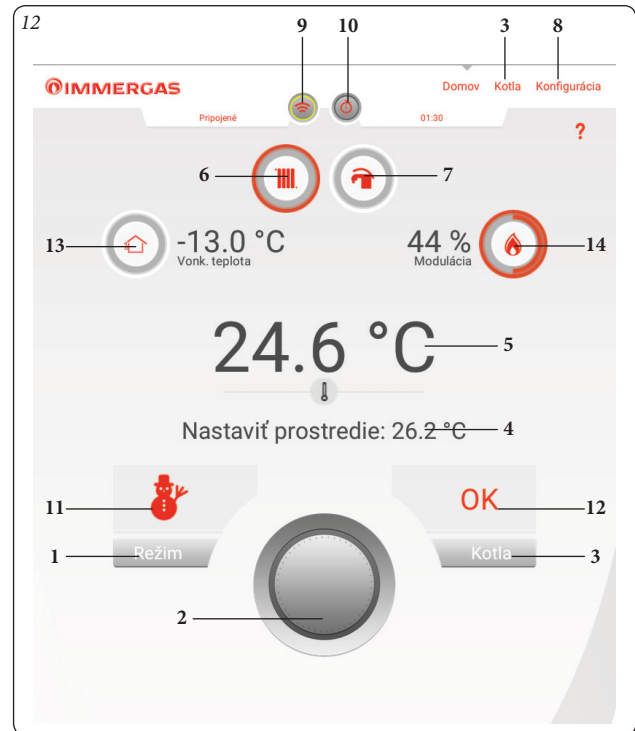 12
9 10 3 8
IMMERGAS
Domov Kotla Konfigurácia
Pripojené
01:30
?
6
7
13
-13.0 °C
Vonk. teplota
44 %
Modulácia
14
24.6 °C
5
Nastaviť prostredie: 26.2 °C
4
11
OK
12
1
Režim
Kotla
3
2